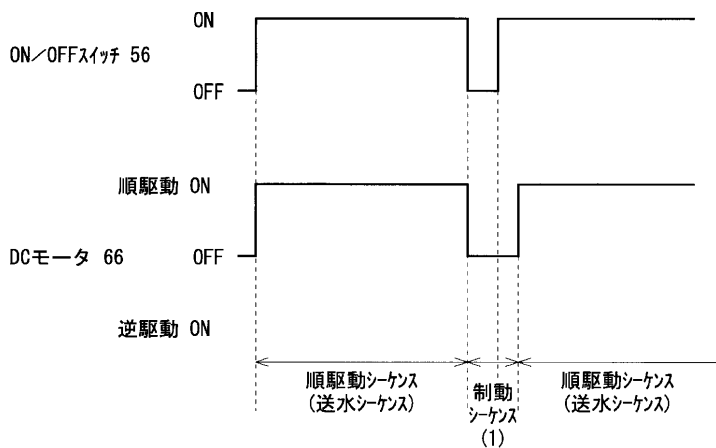 ON
ON/OFFスイッチ 56
OFF
順駆動 ON
DCモータ 66
OFF
逆駆動 ON
順駆動シーケンス
(送水シーケンス)
制動
シーケンス
(1)
順駆動シーケンス
(送水シーケンス)